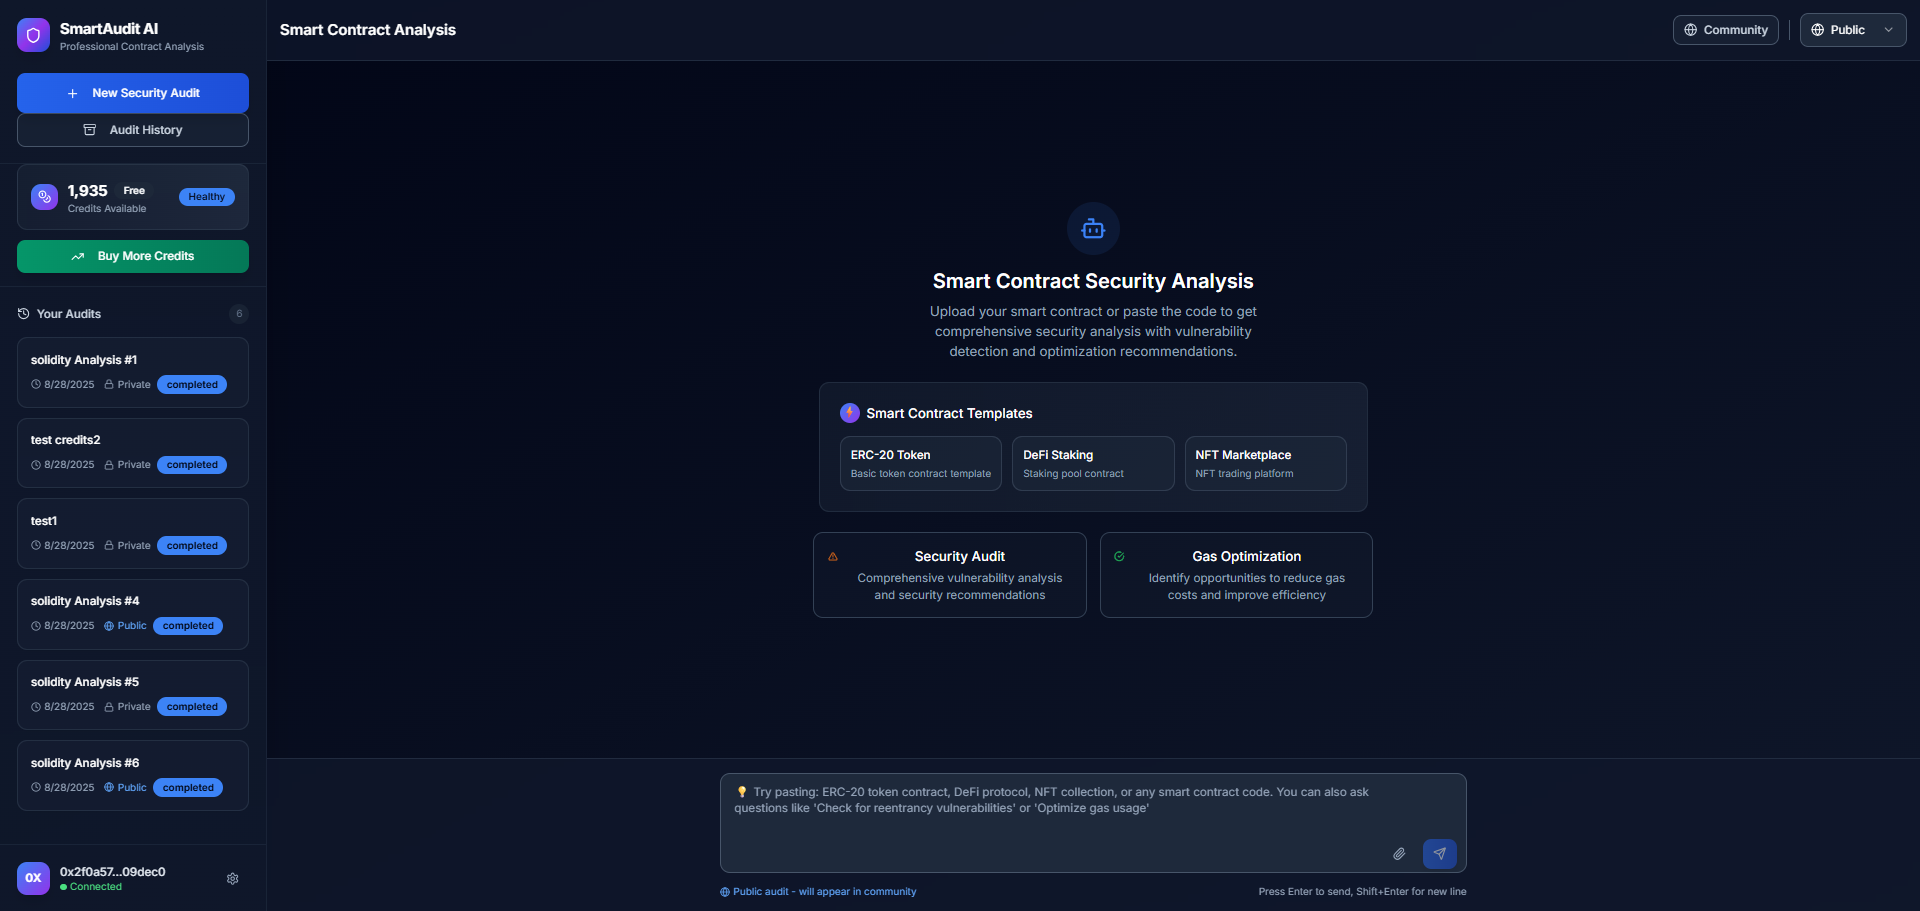 SmartAudit AI
Professional Contract Analysis
New Security Audit
Audit History
1,935 Free
Credits Available
Healthy
Buy More Credits
Your Audits 6
solidity Analysis #1
8/28/2025 Private completed
test credits2
8/28/2025 Private completed
test1
8/28/2025 Private completed
solidity Analysis #4
8/28/2025 Public completed
solidity Analysis #5
8/28/2025 Private completed
solidity Analysis #6
8/28/2025 Public completed
0X
0x2f0a57...09dec0
Connected
Smart Contract Analysis
Community
Public
Smart Contract Security Analysis
Upload your smart contract or paste the code to get
comprehensive security analysis with vulnerability
detection and optimization recommendations.
Smart Contract Templates
ERC-20 Token
Basic token contract template
DeFi Staking
Staking pool contract
NFT Marketplace
NFT trading platform
Security Audit
Comprehensive vulnerability analysis
and security recommendations
Gas Optimization
Identify opportunities to reduce gas
costs and improve efficiency
💡 Try pasting: ERC-20 token contract, DeFi protocol, NFT collection, or any smart contract code. You can also ask
questions like 'Check for reentrancy vulnerabilities' or 'Optimize gas usage'
Public audit - will appear in community
Press Enter to send, Shift+Enter for new line